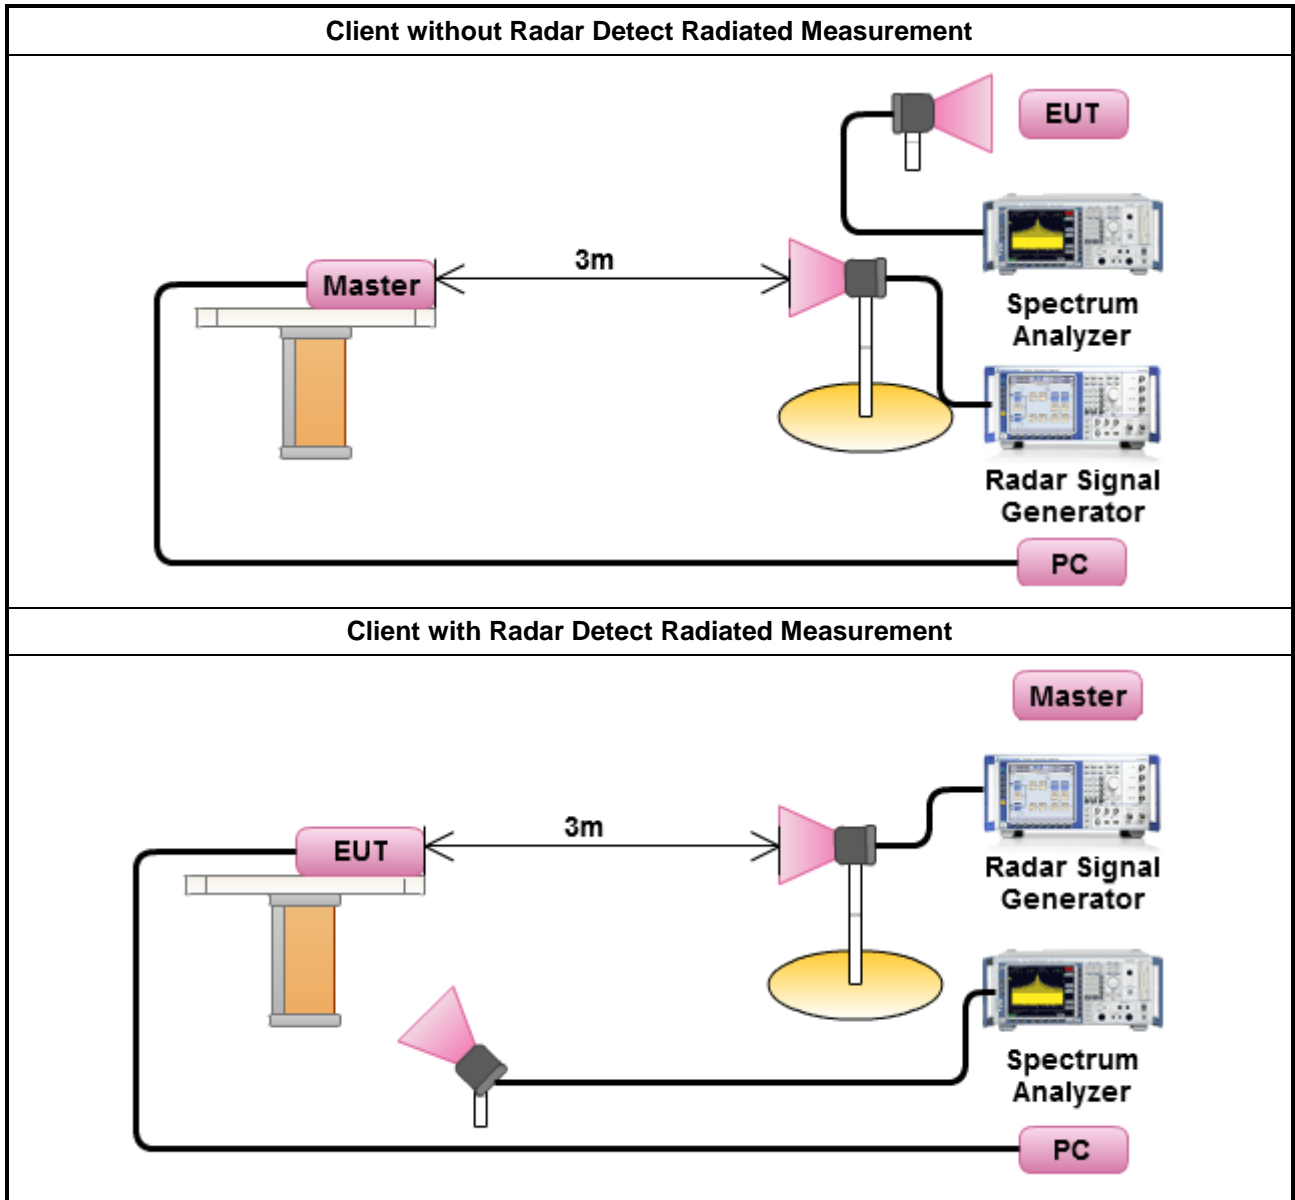 Client without Radar Detect Radiated Measurement
EUT
3m
Master
Spectrum
Analyzer
Radar Signal
Generator
PC
Client with Radar Detect Radiated Measurement
Master
3m
EUT
Radar Signal
Generator
Spectrum
Analyzer
PC